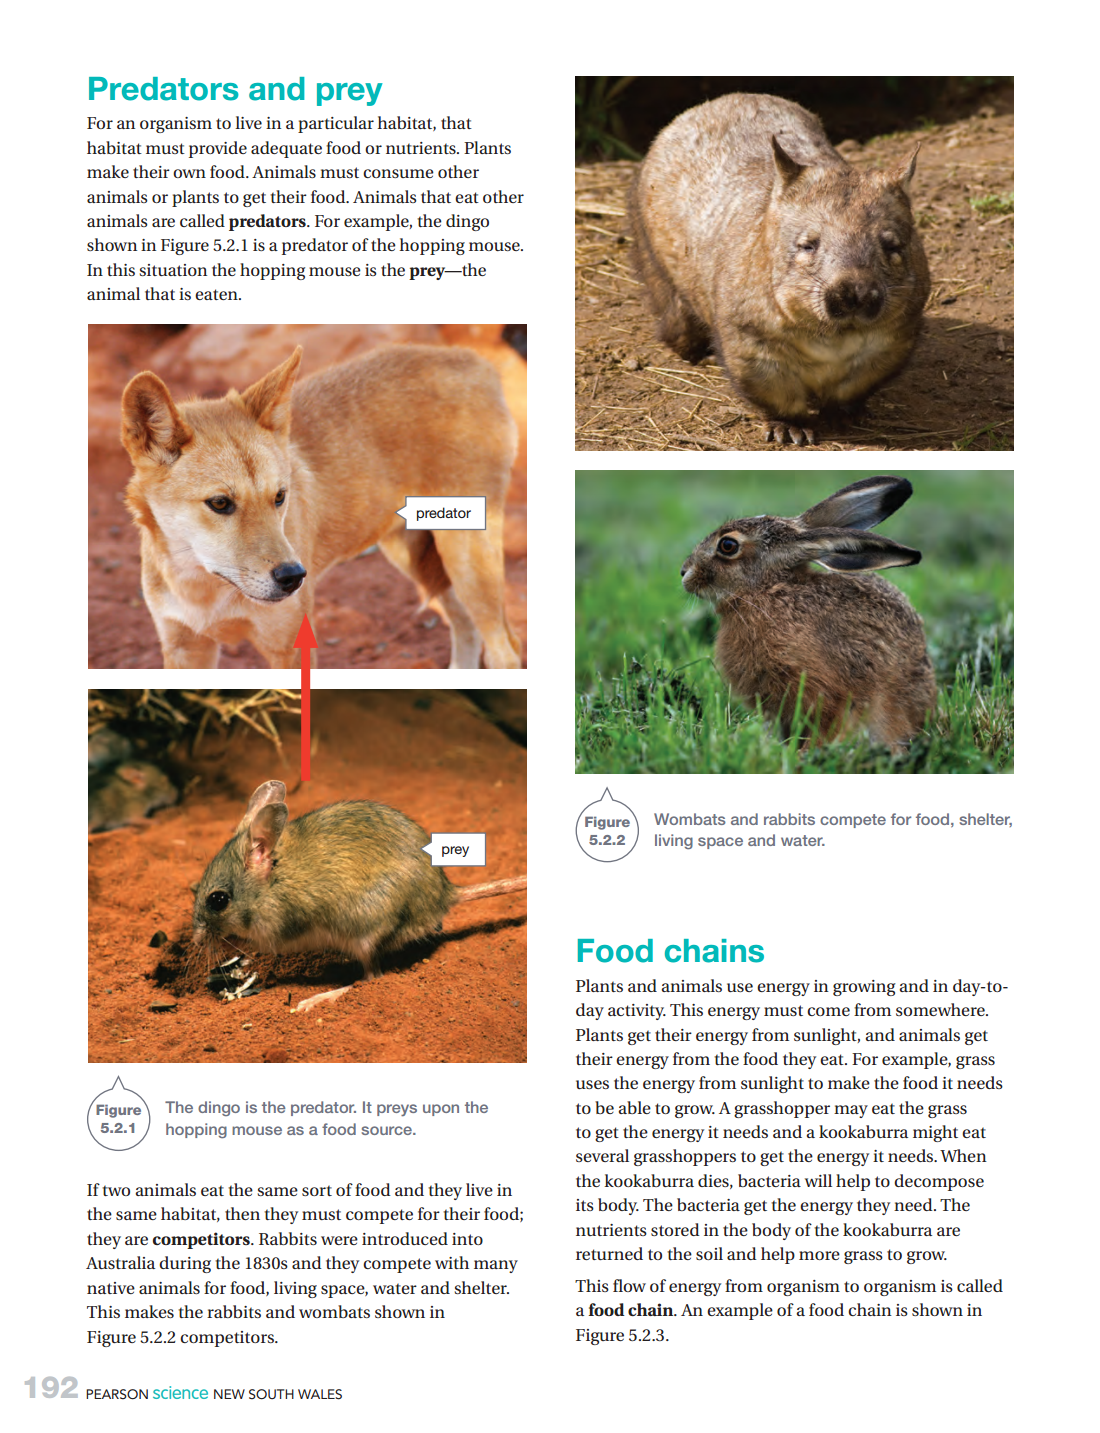 Predators and prey
For an organism to live in a particular habitat, that
habitat must provide adequate food or nutrients. Plants
make their own food. Animals must consume other
animals or plants to get their food. Animals that eat other
animals are called predators. For example, the dingo
shown in Figure 5.2.1 is a predator of the hopping mouse.
In this situation the hopping mouse is the prey—the
animal that is eaten.
predator
prey
Figure
5.2.1
The dingo is the predator. It preys upon the
hopping mouse as a food source.
If two animals eat the same sort of food and they live in
the same habitat, then they must compete for their food;
they are competitors. Rabbits were introduced into
Australia during the 1830s and they compete with many
native animals for food, living space, water and shelter.
This makes the rabbits and wombats shown in
Figure 5.2.2 competitors.
Figure
5.2.2
Wombats and rabbits compete for food, shelter,
living space and water.
Food chains
Plants and animals use energy in growing and in day-to-
day activity. This energy must come from somewhere.
Plants get their energy from sunlight, and animals get
their energy from the food they eat. For example, grass
uses the energy from sunlight to make the food it needs
to be able to grow. A grasshopper may eat the grass
to get the energy it needs and a kookaburra might eat
several grasshoppers to get the energy it needs. When
the kookaburra dies, bacteria will help to decompose
its body. The bacteria get the energy they need. The
nutrients stored in the body of the kookaburra are
returned to the soil and help more grass to grow.
This flow of energy from organism to organism is called
a food chain. An example of a food chain is shown in
Figure 5.2.3.
192 PEARSON science NEW SOUTH WALES